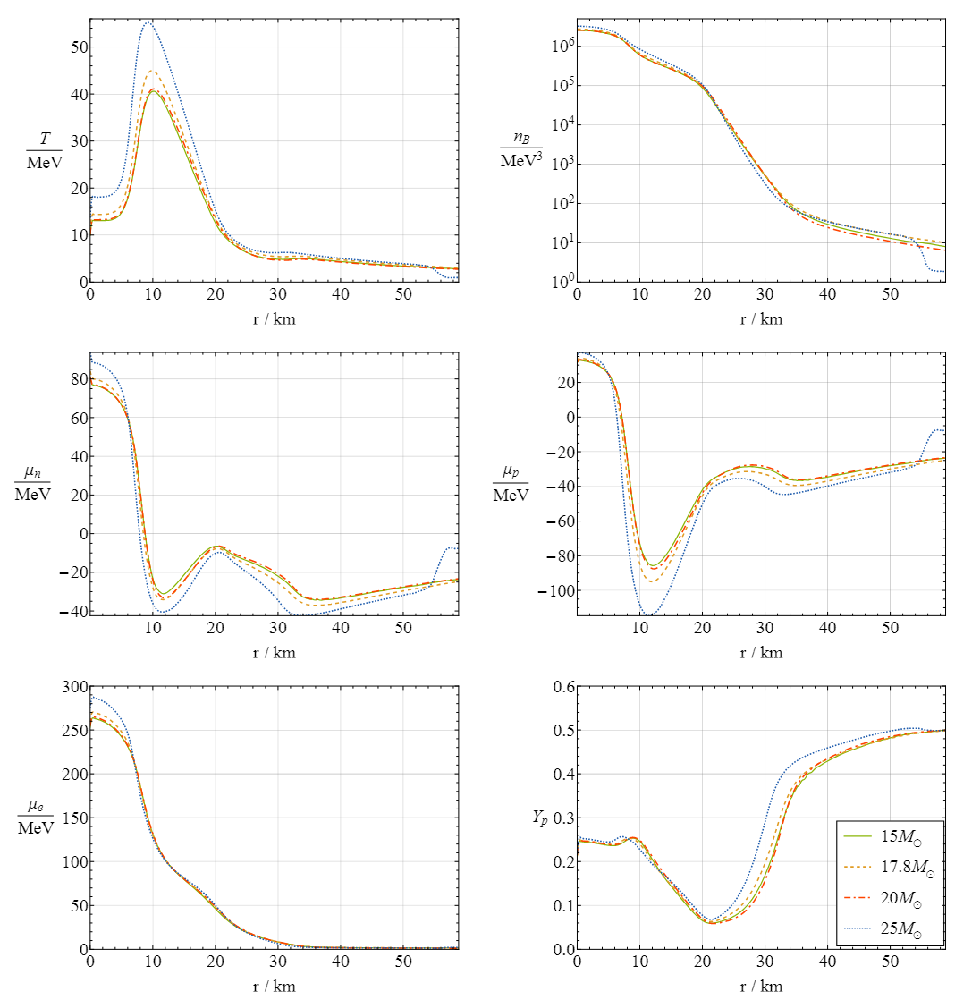 50
40
30
20
10
0
T
MeV
0 10 20 30 40 50
r / km
10^6
10^5
10^4
10^3
10^2
10^1
10^0
n_B
MeV^3
0 10 20 30 40 50
r / km
80
60
40
20
0
−20
−40
μ_n
MeV
0 10 20 30 40 50
r / km
20
0
−20
−40
−60
−80
−100
μ_p
MeV
10 20 30 40 50
r / km
300
250
200
150
100
50
0
μ_e
MeV
0 10 20 30 40 50
r / km
0.6
0.5
0.4
0.3
0.2
0.1
0.0
Y_p
0 10 20 30 40 50
r / km
15M_⊙
17.8M_⊙
20M_⊙
25M_⊙